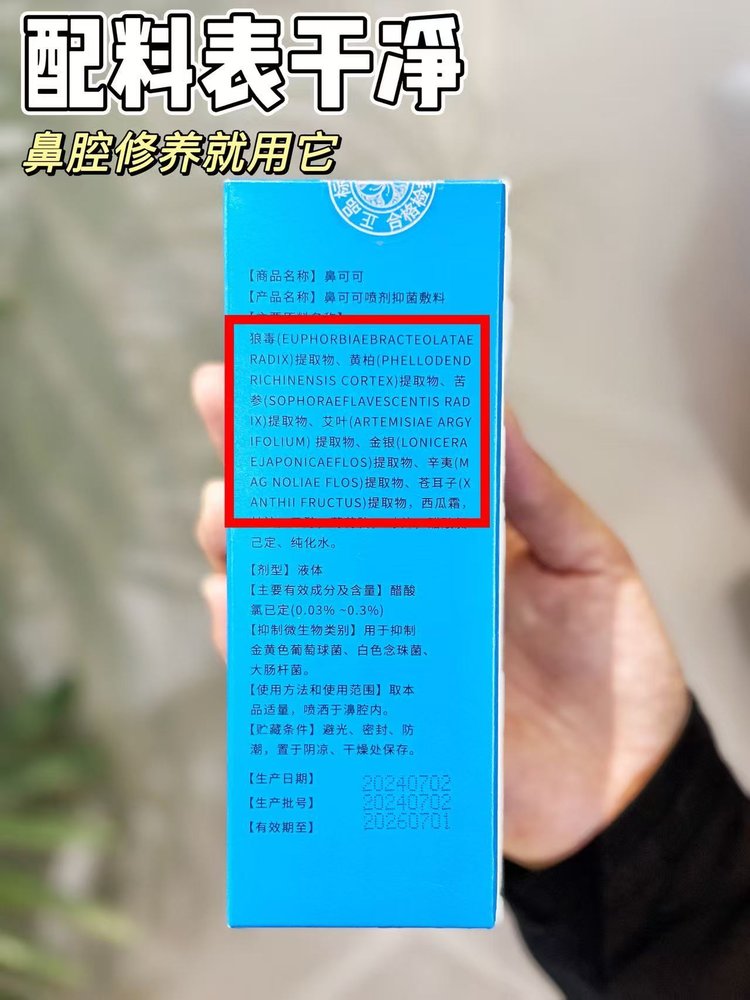 配料表干净
鼻腔修养就用它
合格检
【商品名称】鼻可可
【产品名称】鼻可可喷剂抑菌敷料
【主要原料名称】
狼毒(EUPHORBIAEBRACTEOLATAE
RADIX)提取物、黄柏(PHELLODEND
RICHINENSIS CORTEX)提取物、苦
参(SOPHORAEFLAVESCENTIS RAD
IX)提取物、艾叶(ARTEMISIAE ARGY
IFOLIUM) 提取物、金银(LONICERA
EJAPONICAEFLOS)提取物、辛夷(M
AG NOLIAE FLOS)提取物、苍耳子(X
ANTHII FRUCTUS)提取物，西瓜霜，
己定、纯化水。
【剂型】液体
【主要有效成分及含量】醋酸
氯已定(0.03% ~0.3%)
【抑制微生物类别】用于抑制
金黄色葡萄球菌、白色念珠菌、
大肠杆菌。
【使用方法和使用范围】取本
品适量，喷洒于濞腔内。
【贮藏条件】避光、密封、防
潮，置于阴凉、干燥处保存。
【生产日期】 20240702
【生产批号】 20240702
【有效期至】 20260701